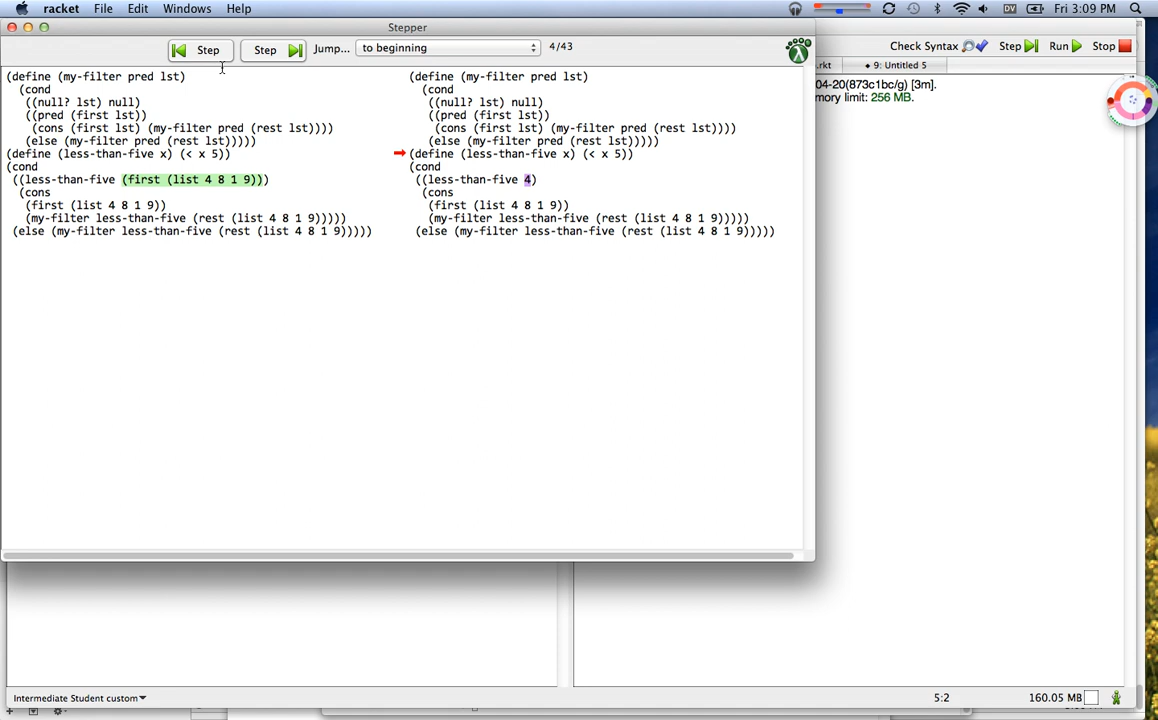 racket File Edit Windows Help DV Fri 3:09 PM
Stepper
Step Step Jump... to beginning 4/43
Check Syntax Step Run Stop
.rkt 9: Untitled 5
04-20(873c1bc/g) [3m].
mory limit: 256 MB.
(define (my-filter pred lst)
(cond
((null? lst) null)
((pred (first lst))
(cons (first lst) (my-filter pred (rest lst))))
(else (my-filter pred (rest lst)))))
(define (less-than-five x) (< x 5))
(cond
((less-than-five (first (list 4 8 1 9)))
(cons
(first (list 4 8 1 9))
(my-filter less-than-five (rest (list 4 8 1 9)))))
(else (my-filter less-than-five (rest (list 4 8 1 9)))))
(define (my-filter pred lst)
(cond
((null? lst) null)
((pred (first lst))
(cons (first lst) (my-filter pred (rest lst))))
(else (my-filter pred (rest lst)))))
(define (less-than-five x) (< x 5))
(cond
((less-than-five 4)
(cons
(first (list 4 8 1 9))
(my-filter less-than-five (rest (list 4 8 1 9)))))
(else (my-filter less-than-five (rest (list 4 8 1 9)))))
Intermediate Student custom 5:2 160.05 MB